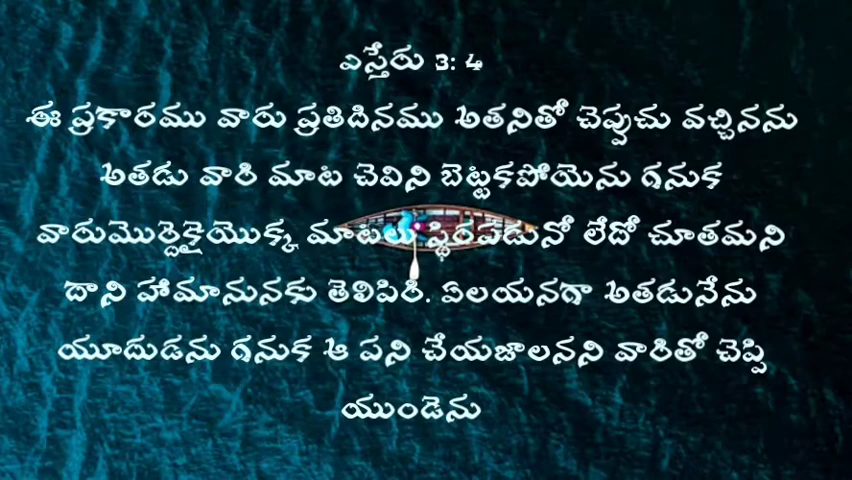 ఎస్తేరు 3: 4
ఈ ప్రకారము వారు ప్రతిదినము అతనితో చెప్పుచు వచ్చినను
అతడు వారి మాట చెవిని బెట్టకపోయెను గనుక
వారుమొర్దెకైయొక్క మాటలు స్థిరపడునో లేదో చూతమని
దాని హామానునకు తెలిపిరి. ఏలయనగా అతడునేను
యూదుడను గనుక ఆ పని చేయజాలనని వారితో చెప్పి
యుండెను